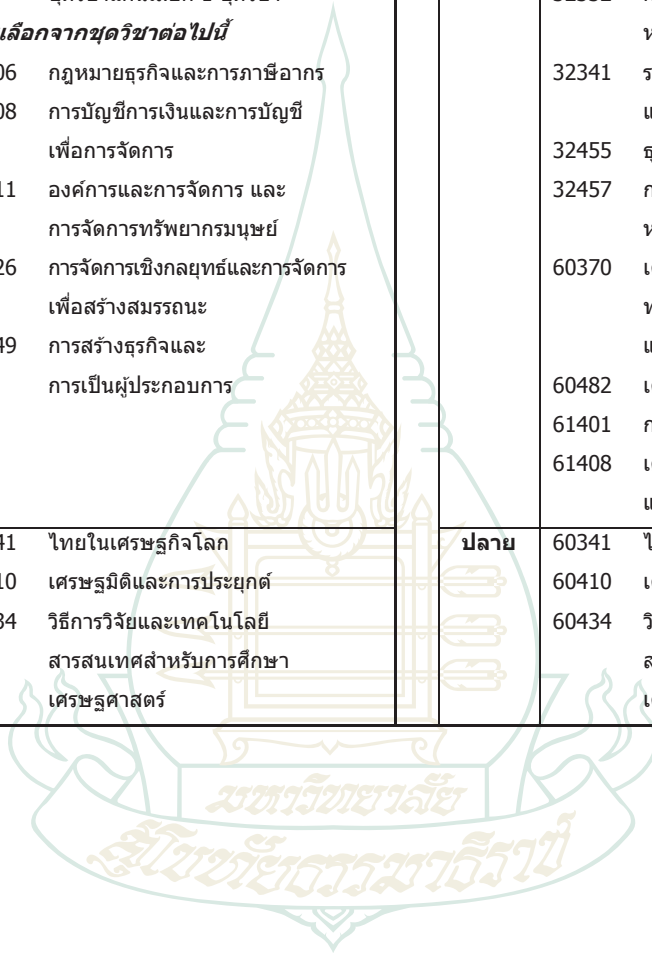 เลือกจากชุดวิชาต่อไปนี้
06 กฎหมายธุรกิจและการภาษีอากร
08 การบัญชีการเงินและการบัญชี
เพื่อการจัดการ
11 องค์การและการจัดการ และ
การจัดการทรัพยากรมนุษย์
26 การจัดการเชิงกลยุทธ์และการจัดการ
เพื่อสร้างสมรรถนะ
49 การสร้างธุรกิจและ
การเป็นผู้ประกอบการ
41 ไทยในเศรษฐกิจโลก
10 เศรษฐมิติและการประยุกต์
34 วิธีการวิจัยและเทคโนโลยี
สารสนเทศสำหรับการศึกษา
เศรษฐศาสตร์
32341
32455
32457
60370
60482
61401
61408
ปลาย 60341
60410
60434
มหาวิทยาลัย
สุโขทัยธรรมาธิราช